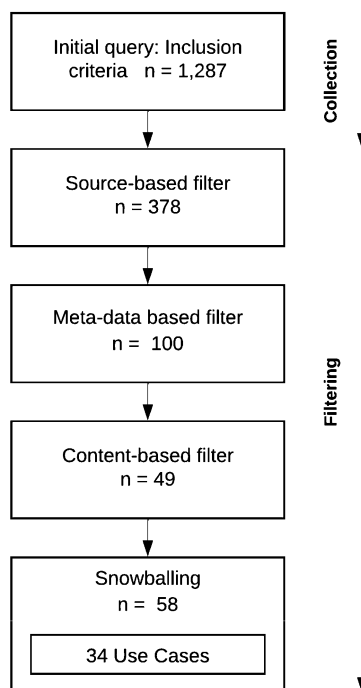 Initial query: Inclusion
criteria n = 1,287
Collection
Source-based filter
n = 378
Meta-data based filter
n = 100
Filtering
Content-based filter
n = 49
Snowballing
n = 58
34 Use Cases